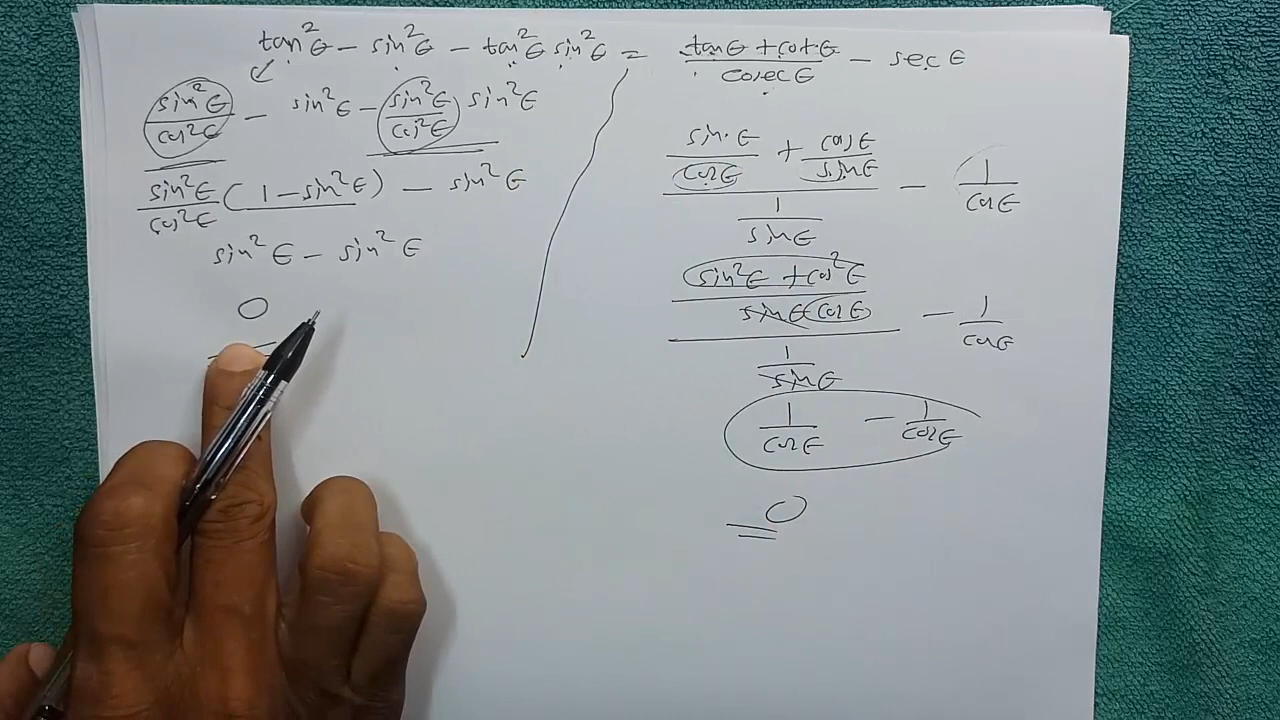 tan²θ − sin²θ − tan²θ sin²θ = (tanθ + cotθ)/cosecθ − secθ
sin²θ/cos²θ − sin²θ − sin²θ/cos²θ sin²θ
sin²θ/cos²θ (1 − sin²θ) − sin²θ
sin²θ − sin²θ
0
(sinθ/cosθ + cosθ/sinθ)/(1/sinθ) − 1/cosθ
((sin²θ + cos²θ)/(sinθ cosθ))/(1/sinθ) − 1/cosθ
1/cosθ − 1/cosθ
0